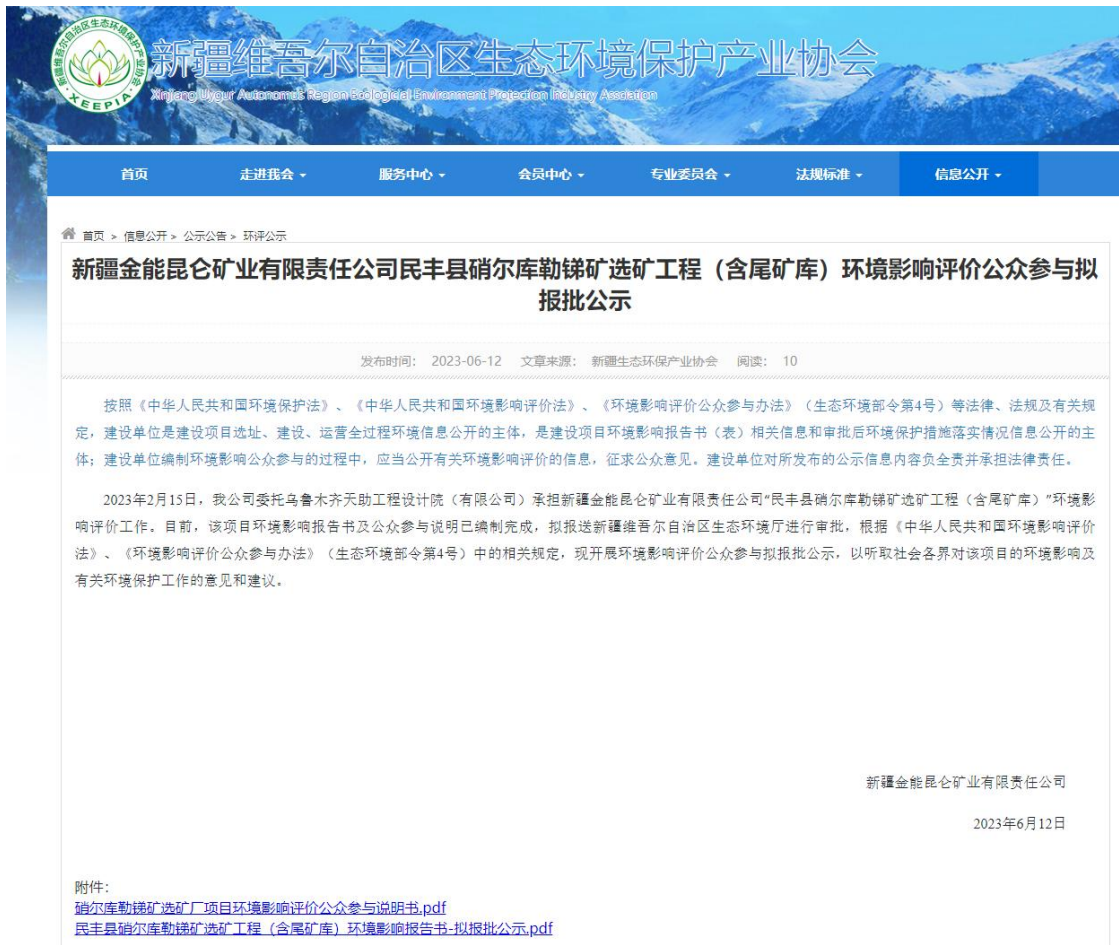 新疆维吾尔自治区生态环境保护产业协会
XEEPIA
首页 走进我会 服务中心 会员中心 专业委员会 法规标准 信息公开
首页 > 信息公开 > 公示公告 > 环评公示
新疆金能昆仑矿业有限责任公司民丰县硝尔库勒锑矿选矿工程（含尾矿库）环境影响评价公众参与拟
报批公示
发布时间： 2023-06-12 文章来源： 新疆生态环保产业协会 阅读： 10
按照《中华人民共和国环境保护法》、《中华人民共和国环境影响评价法》、《环境影响评价公众参与办法》（生态环境部令第4号）等法律、法规及有关规
定，建设单位是建设项目选址、建设、运营全过程环境信息公开的主体，是建设项目环境影响报告书（表）相关信息和审批后环境保护措施落实情况信息公开的主
体；建设单位编制环境影响公众参与的过程中，应当公开有关环境影响评价的信息，征求公众意见。建设单位对所发布的公示信息内容负全责并承担法律责任。
2023年2月15日，我公司委托乌鲁木齐天助工程设计院（有限公司）承担新疆金能昆仑矿业有限责任公司“民丰县硝尔库勒锑矿选矿工程（含尾矿库）”环境影
响评价工作。目前，该项目环境影响报告书及公众参与说明已编制完成，拟报送新疆维吾尔自治区生态环境厅进行审批，根据《中华人民共和国环境影响评价
法》、《环境影响评价公众参与办法》（生态环境部令第4号）中的相关规定，现开展环境影响评价公众参与拟报批公示，以听取社会各界对该项目的环境影响及
有关环境保护工作的意见和建议。
新疆金能昆仑矿业有限责任公司
2023年6月12日
附件：
硝尔库勒锑矿选矿厂项目环境影响评价公众参与说明书.pdf
民丰县硝尔库勒锑矿选矿工程（含尾矿库）环境影响报告书-拟报批公示.pdf